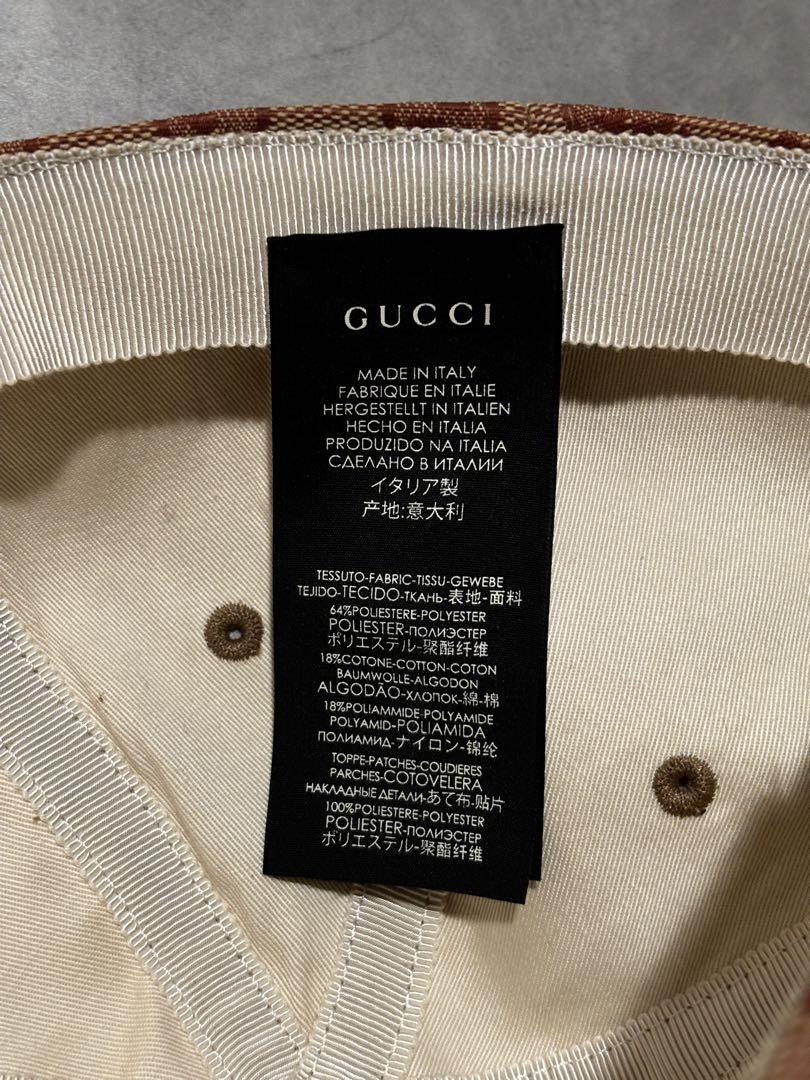 GUCCI
MADE IN ITALY
FABRIQUE EN ITALIE
HERGESTELLT IN ITALIEN
HECHO EN ITALIA
PRODUZIDO NA ITALIA
СДЕЛАНО В ИТАЛИИ
イタリア製
产地:意大利
TESSUTO-FABRIC-TISSU-GEWEBE
TEJIDO-TECIDO-ТКАНЬ-表地-面料
64%POLIESTERE-POLYESTER
POLIESTER-ПОЛИЭСТЕР
ポリエステル-聚酯纤维
18%COTONE-COTTON-COTON
BAUMWOLLE-ALGODON
ALGODÃO-ХЛОПОК-綿-棉
18%POLIAMMIDE-POLYAMIDE
POLYAMID-POLIAMIDA
ПОЛИАМИД-ナイロン-锦纶
TOPPE-PATCHES-COUDIERES
PARCHES-COTOVELERA
НАКЛАДНЫЕ ДЕТАЛИ-あて布-贴片
100%POLIESTERE-POLYESTER
POLIESTER-ПОЛИЭСТЕР
ポリエステル-聚酯纤维